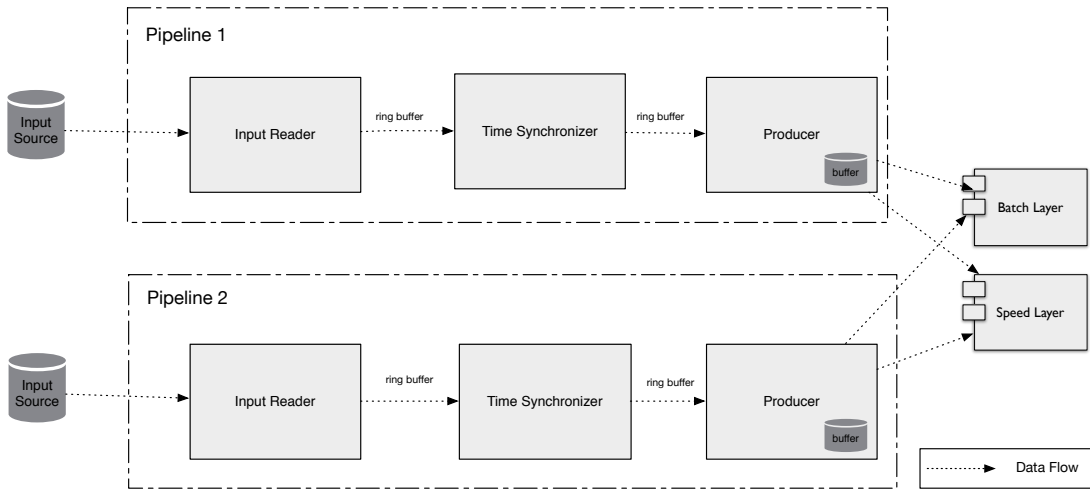 Pipeline 1
Input
Source
Input Reader
ring buffer
Time Synchronizer
ring buffer
Producer
buffer
Batch Layer
Speed Layer
Pipeline 2
Input
Source
Input Reader
ring buffer
Time Synchronizer
ring buffer
Producer
buffer
Data Flow